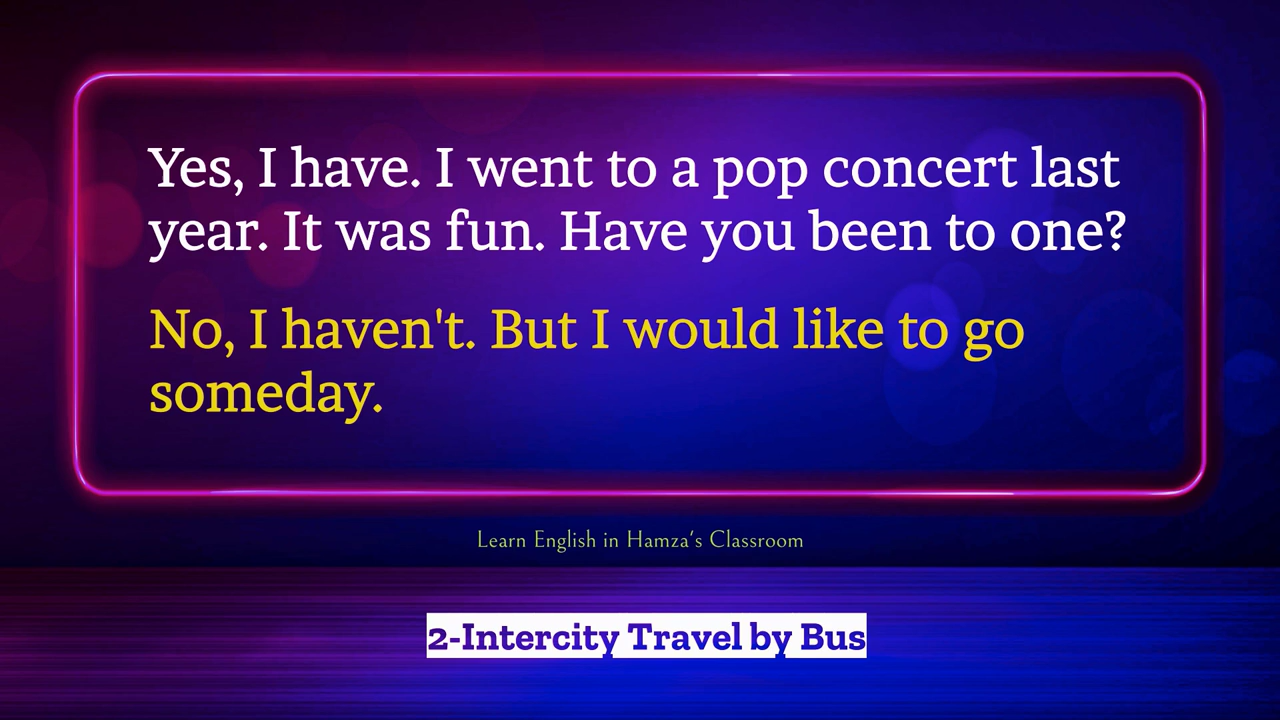 Yes, I have. I went to a pop concert last
year. It was fun. Have you been to one?
No, I haven't. But I would like to go
someday.
Learn English in Hamza's Classroom
2-Intercity Travel by Bus